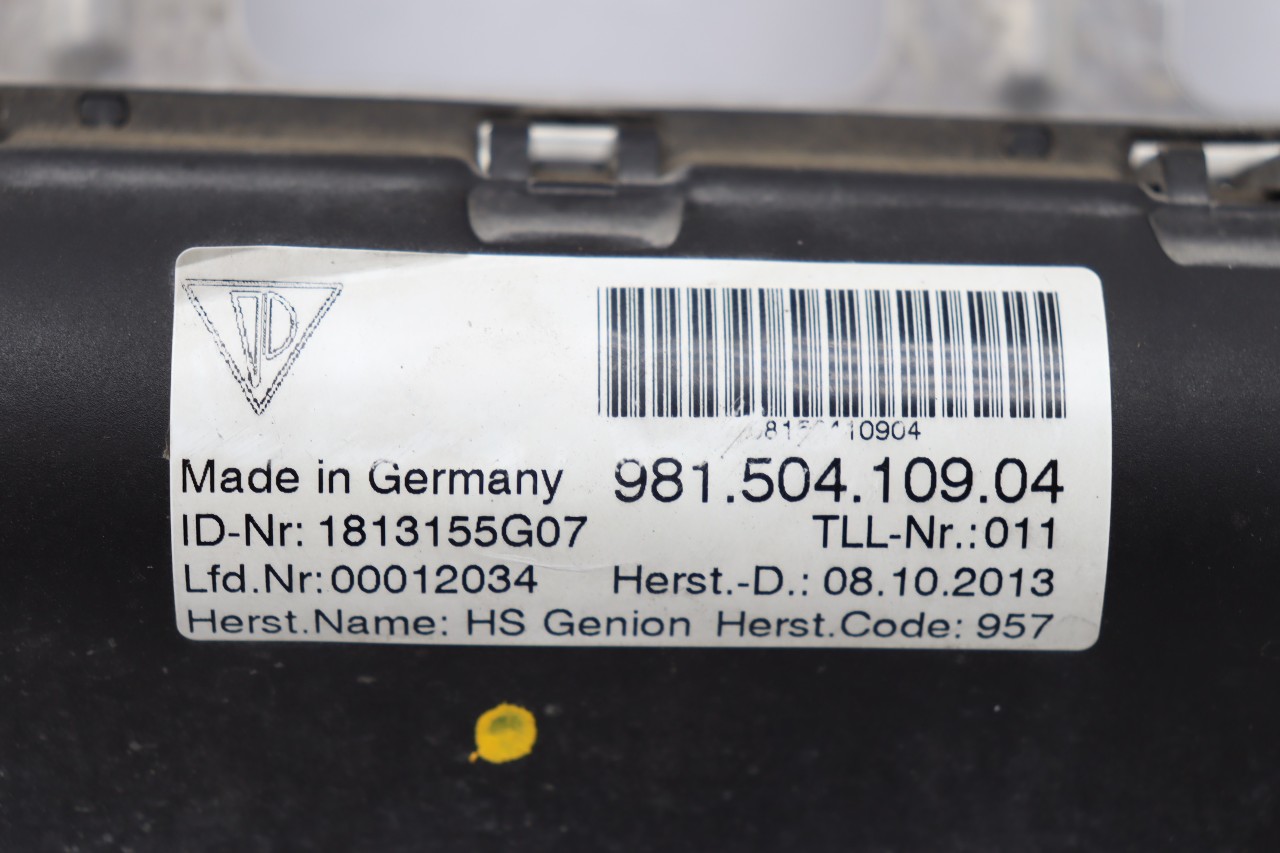 981.504.109.04
Made in Germany
ID-Nr: 1813155G07
TLL-Nr.: 011
Lfd.Nr: 00012034
Herst.-D.: 08.10.2013
Herst.Name: HS Genion
Herst.Code: 957